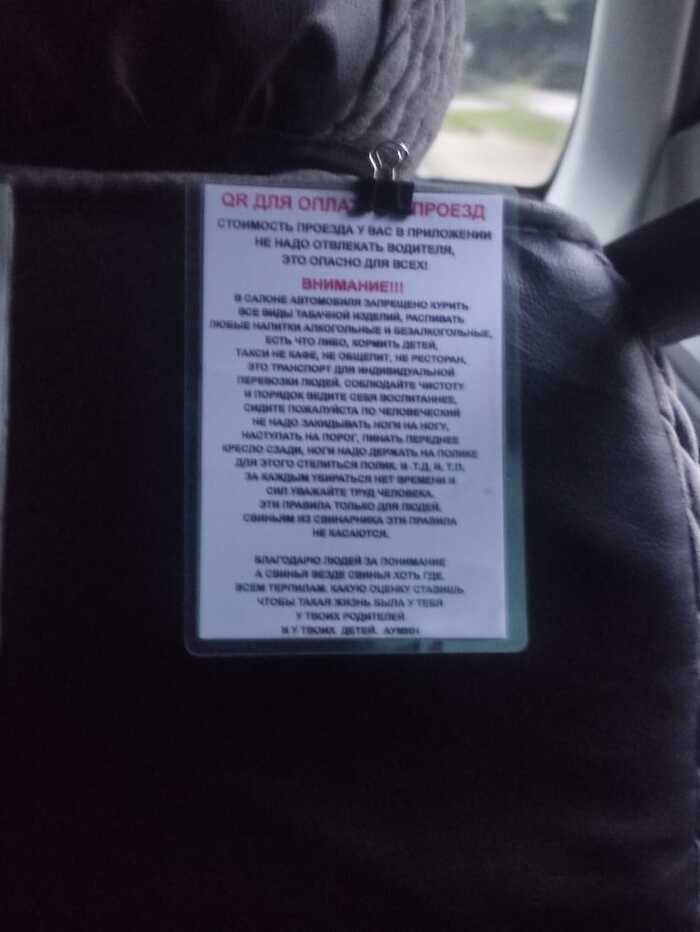 QR ДЛЯ ОПЛА ПРОЕЗД
СТОИМОСТЬ ПРОЕЗДА У ВАС В ПРИЛОЖЕНИИ
НЕ НАДО ОТВЛЕКАТЬ ВОДИТЕЛЯ,
ЭТО ОПАСНО ДЛЯ ВСЕХ!
ВНИМАНИЕ!!!
В САЛОНЕ АВТОМОБИЛЯ ЗАПРЕЩЕНО КУРИТЬ
ВСЕ ВИДЫ ТАБАЧНОЙ ИЗДЕЛИЙ, РАСПИВАТЬ
ЛЮБЫЕ НАПИТКИ АЛКОГОЛЬНЫЕ И БЕЗАЛКОГОЛЬНЫЕ,
ЕСТЬ ЧТО ЛИБО, КОРМИТЬ ДЕТЕЙ,
ТАКСИ НЕ КАФЕ, НЕ ОБЩЕПИТ, НЕ РЕСТОРАН,
ЭТО ТРАНСПОРТ ДЛЯ ИНДИВИДУАЛЬНОЙ
ПЕРЕВОЗКИ ЛЮДЕЙ. СОБЛЮДАЙТЕ ЧИСТОТУ
И ПОРЯДОК ВЕДИТЕ СЕБЯ ВОСПИТАННЕЕ,
СИДИТЕ ПОЖАЛУЙСТА ПО ЧЕЛОВЕЧЕСКИЙ
НЕ НАДО ЗАКИДЫВАТЬ НОГИ НА НОГУ,
НАСТУПАТЬ НА ПОРОГ, ПИНАТЬ ПЕРЕДНЕЕ
КРЕСЛО СЗАДИ, НОГИ НАДО ДЕРЖАТЬ НА ПОЛИКЕ
ДЛЯ ЭТОГО СТЕЛИТЬСЯ ПОЛИК. И .Т.Д. И. Т.П.
ЗА КАЖДЫМ УБИРАТЬСЯ НЕТ ВРЕМЕНИ И
СИЛ УВАЖАЙТЕ ТРУД ЧЕЛОВЕКА.
ЭТИ ПРАВИЛА ТОЛЬКО ДЛЯ ЛЮДЕЙ.
СВИНЬЯМ ИЗ СВИНАРНИКА ЭТИ ПРАВИЛА
НЕ КАСАЮТСЯ.
БЛАГОДАРЮ ЛЮДЕЙ ЗА ПОНИМАНИЕ
А СВИНЬЯ ВЕЗДЕ СВИНЬЯ ХОТЬ ГДЕ.
ВСЕМ ТЕРПИЛАМ, КАКУЮ ОЦЕНКУ СТАВИШЬ
ЧТОБЫ ТАКАЯ ЖИЗНЬ БЫЛА У ТЕБЯ
У ТВОИХ РОДИТЕЛЕЙ
И У ТВОИХ ДЕТЕЙ. АУМИН